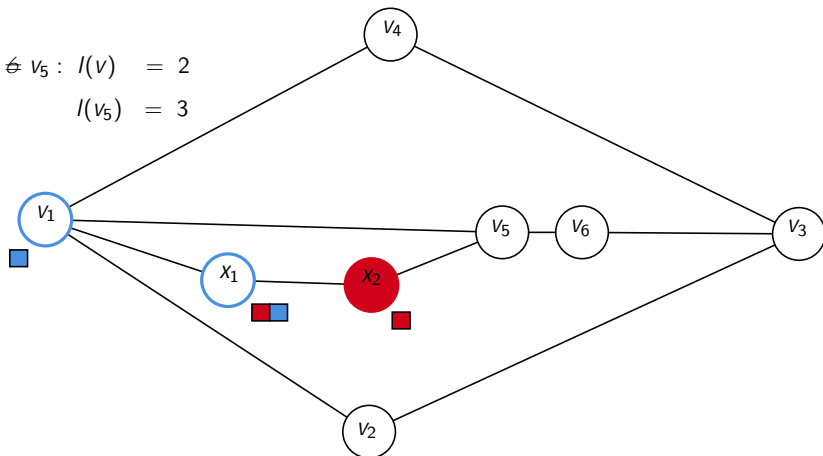 v₄
v₅ : l(v) = 2
l(v₅) = 3
v₁
v₅
v₆
v₃
x₁
x₂
v₂